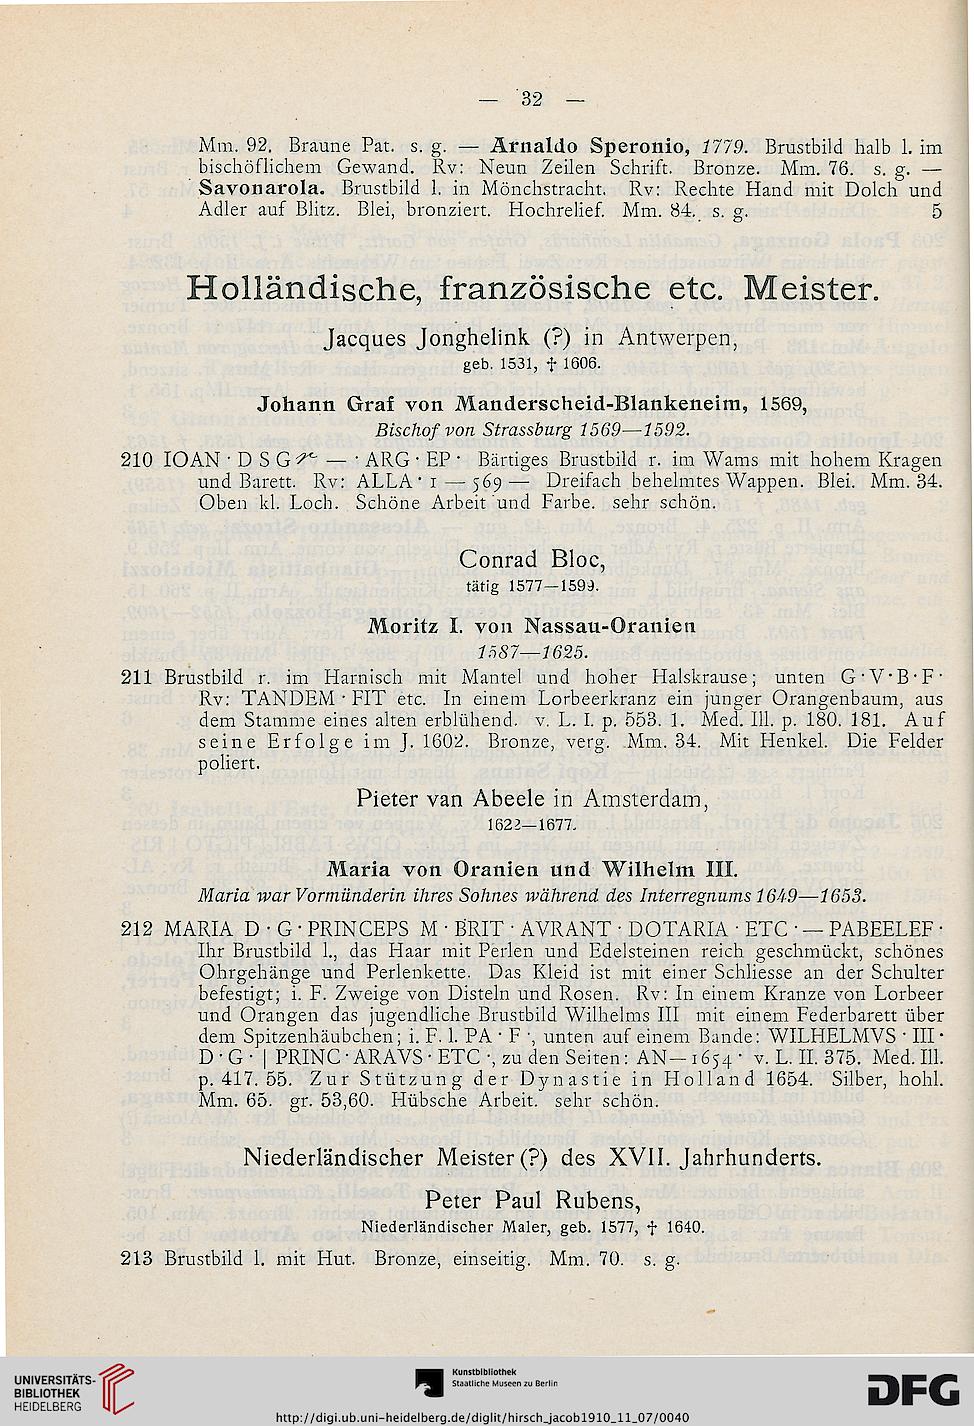 — 32 —
Mm. 92. Braune Pat. s. g. — Arnaldo Speronio, 1779. Brustbild halb l. im
bischöflichem Gewand. Rv: Neun Zeilen Schrift. Bronze. Mm. 76. s. g. —
Savonarola. Brustbild l. in Mönchstracht. Rv: Rechte Hand mit Dolch und
Adler auf Blitz. Blei, bronziert. Hochrelief. Mm. 84. s. g. 5
Holländische, französische etc. Meister.
Jacques Jonghelink (?) in Antwerpen,
geb. 1531, † 1606.
Johann Graf von Manderscheid-Blankeneim, 1569,
Bischof von Strassburg 1569—1592.
210 IOAN · D S G — · ARG · EP · Bärtiges Brustbild r. im Wams mit hohem Kragen
und Barett. Rv: ALLA · 1 — 569 — Dreifach behelmtes Wappen. Blei. Mm. 34.
Oben kl. Loch. Schöne Arbeit und Farbe. sehr schön.
Conrad Bloc,
tätig 1577—1599.
Moritz I. von Nassau-Oranien
1587—1625.
211 Brustbild r. im Harnisch mit Mantel und hoher Halskrause; unten G · V · B · F ·
Rv: TANDEM · FIT etc. In einem Lorbeerkranz ein junger Orangenbaum, aus
dem Stamme eines alten erblühend. v. L. I. p. 553. 1. Med. Ill. p. 180. 181. Auf
seine Erfolge im J. 1602. Bronze, verg. Mm. 34. Mit Henkel. Die Felder
poliert.
Pieter van Abeele in Amsterdam,
1622—1677.
Maria von Oranien und Wilhelm III.
Maria war Vormünderin ihres Sohnes während des Interregnums 1649—1653.
212 MARIA D · G · PRINCEPS M · BRIT · AVRANT · DOTARIA · ETC · — PABEELEF ·
Ihr Brustbild l., das Haar mit Perlen und Edelsteinen reich geschmückt, schönes
Ohrgehänge und Perlenkette. Das Kleid ist mit einer Schliesse an der Schulter
befestigt; i. F. Zweige von Disteln und Rosen. Rv: In einem Kranze von Lorbeer
und Orangen das jugendliche Brustbild Wilhelms III mit einem Federbarett über
dem Spitzenhäubchen; i. F. l. PA · F ·, unten auf einem Bande: WILHELMVS · III ·
D · G · | PRINC · ARAVS · ETC ·, zu den Seiten: AN—1654 · v. L. II. 375. Med. Ill.
p. 417. 55. Zur Stützung der Dynastie in Holland 1654. Silber, hohl.
Mm. 65. gr. 53,60. Hübsche Arbeit. sehr schön.
Niederländischer Meister (?) des XVII. Jahrhunderts.
Peter Paul Rubens,
Niederländischer Maler, geb. 1577, † 1640.
213 Brustbild l. mit Hut. Bronze, einseitig. Mm. 70. s. g.
UNIVERSITÄTS-
BIBLIOTHEK
HEIDELBERG
Kunstbibliothek
Staatliche Museen zu Berlin
DFG
http://digi.ub.uni-heidelberg.de/diglit/hirsch_jacob1910_11_07/0040